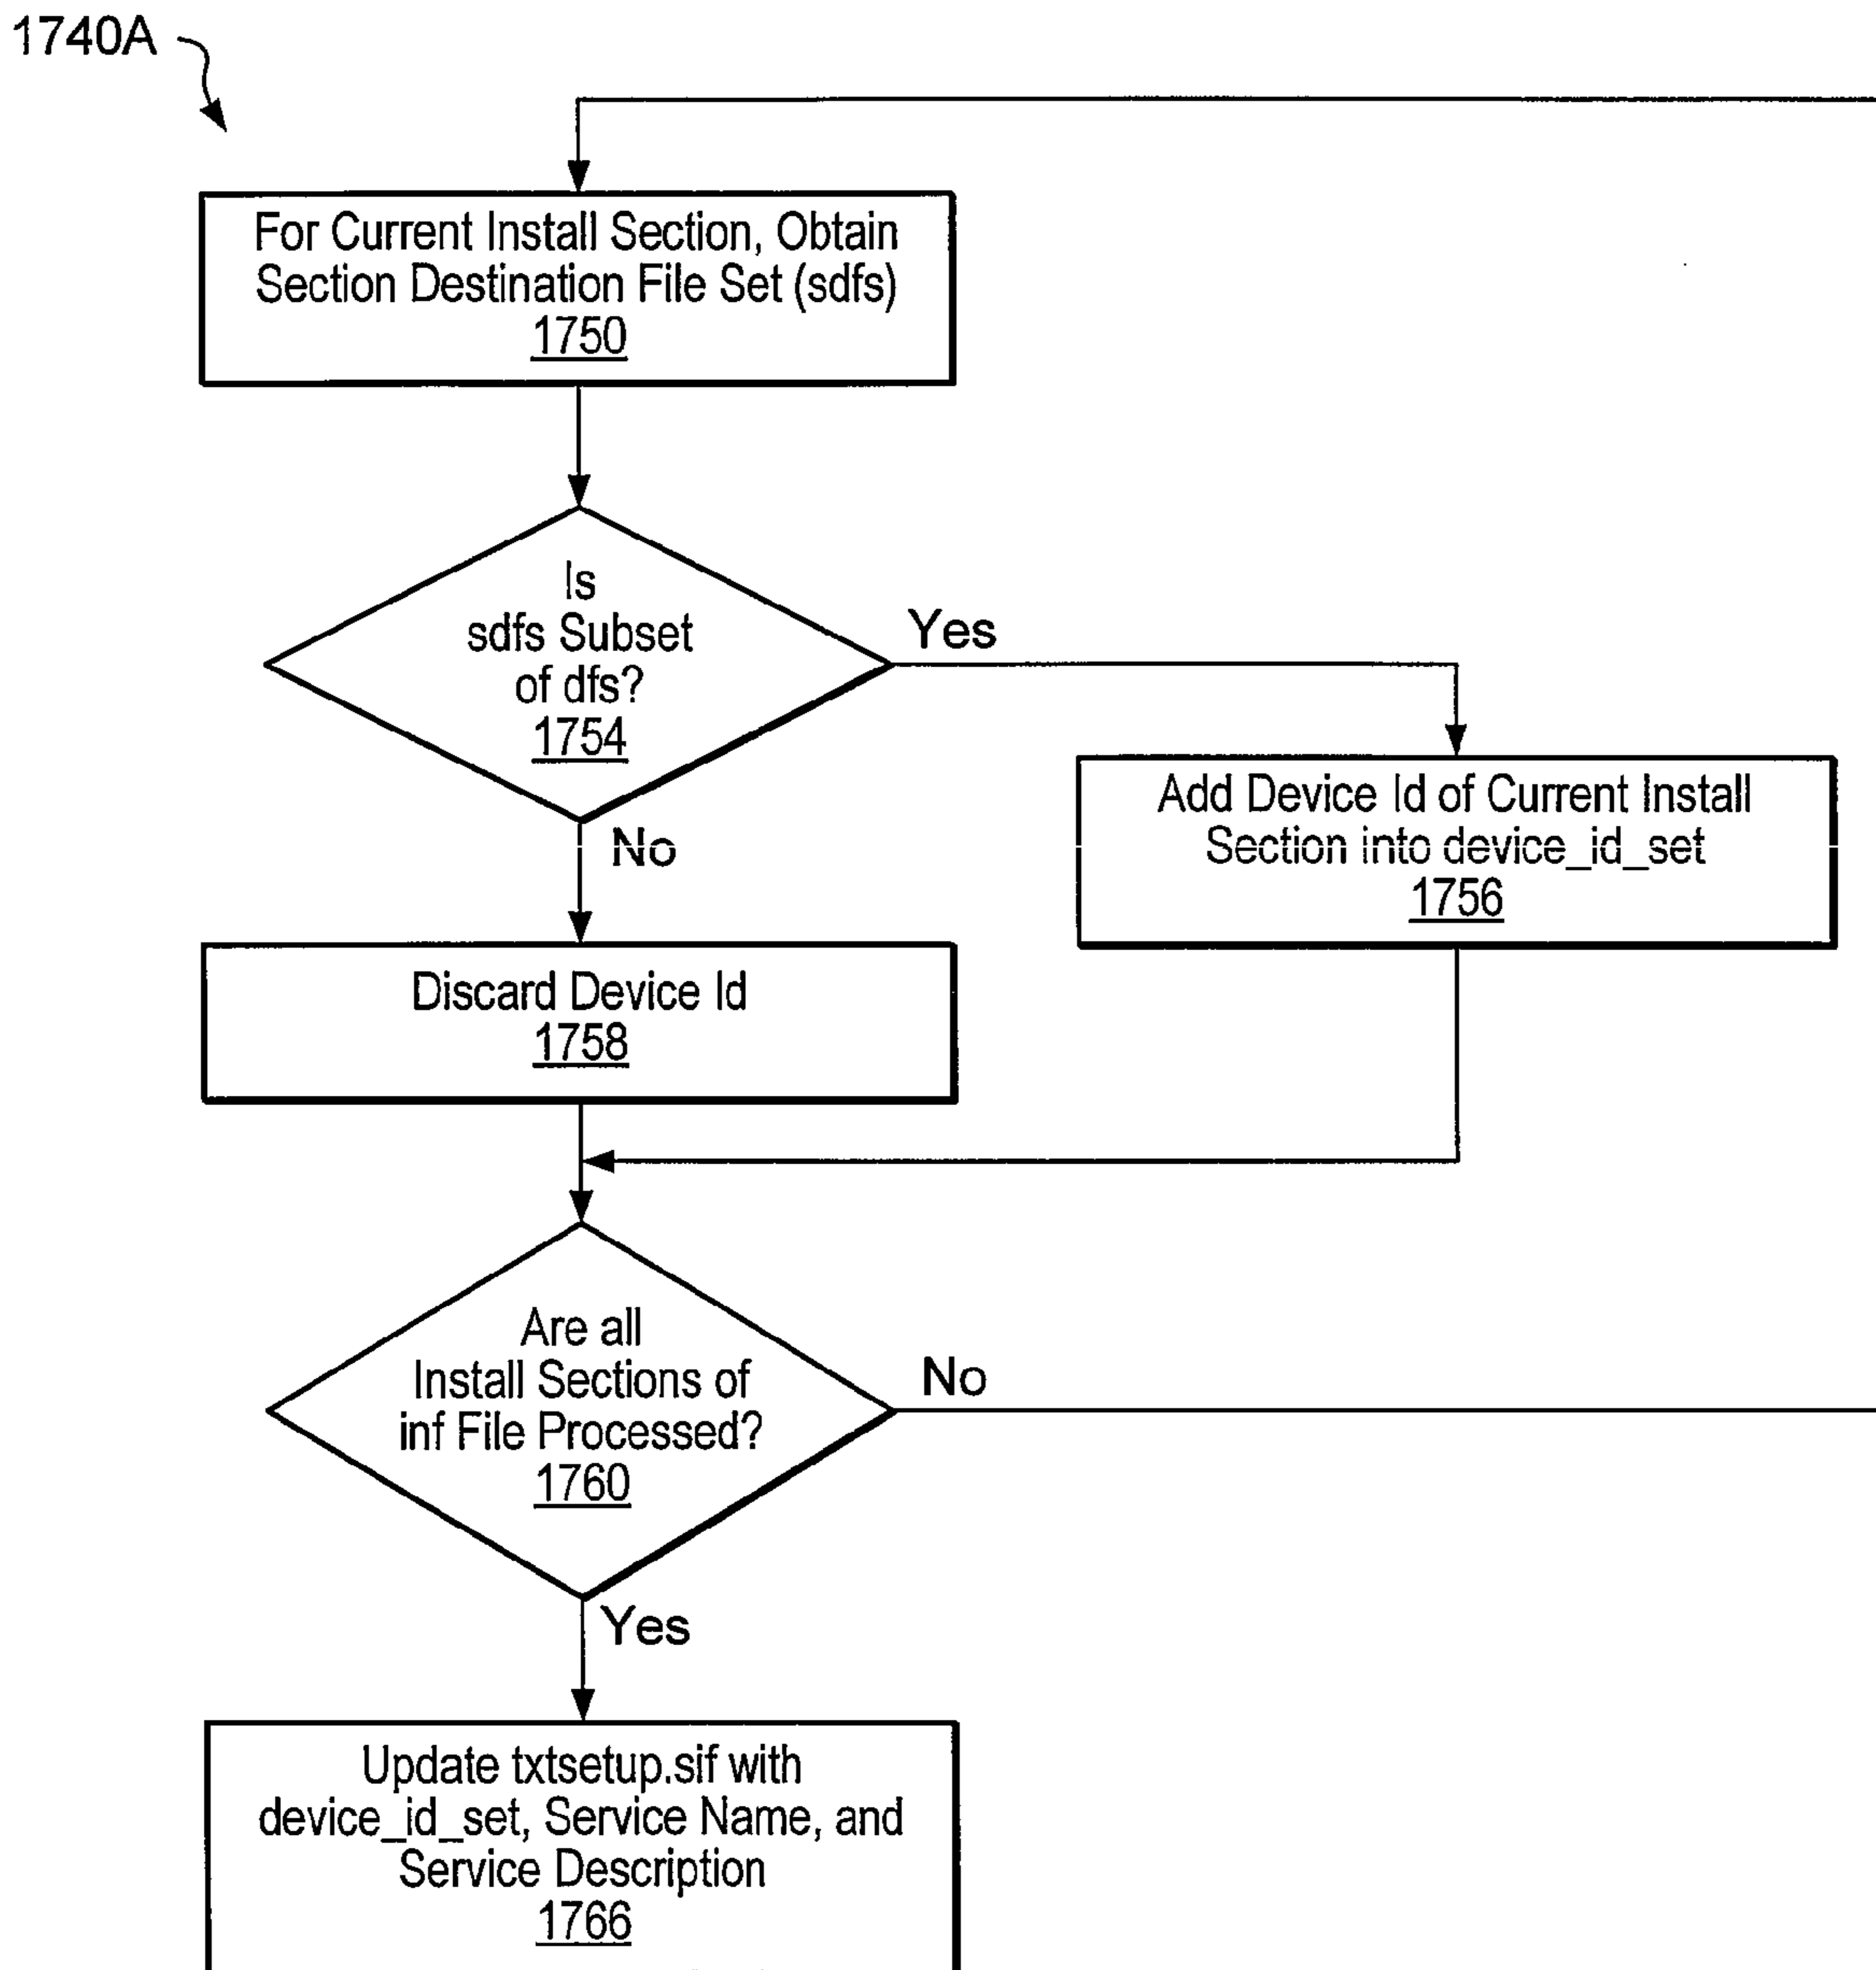 1740A
For Current Install Section, Obtain
Section Destination File Set (sdfs)
1750
Is
sdfs Subset
of dfs?
1754
Yes
No
Add Device Id of Current Install
Section into device_id_set
1756
Discard Device Id
1758
Are all
Install Sections of
inf File Processed?
1760
No
Yes
Update txtsetup.sif with
device_id_set, Service Name, and
Service Description
1766